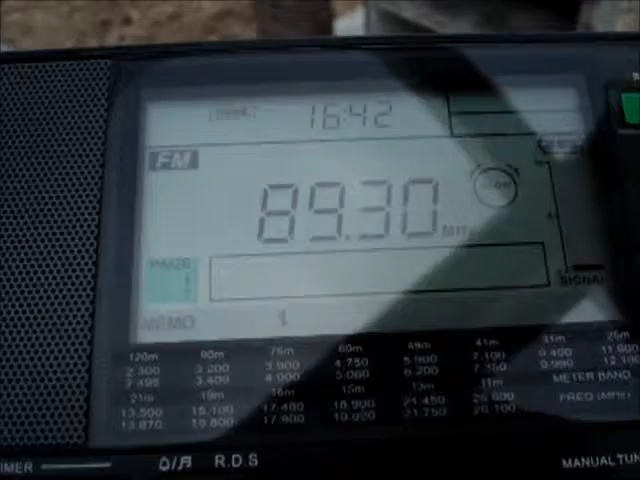 16:42
FM
89.30 MHz
SIGNAL
PAGE
MEMO
120m 90m 75m 60m 49m 41m 31m 25m
2.300 3.200 3.900 4.750 5.900 7.100 9.400 11.600
2.495 3.400 4.000 5.060 6.200 7.350 9.990
21m 19m 16m 15m 13m 11m METER BAND
13.500 15.100 17.480 18.900 21.450 25.600 FREQ (MHz)
13.870 15.800 17.900 19.020 21.750 26.100
R.D.S
MANUAL TUN